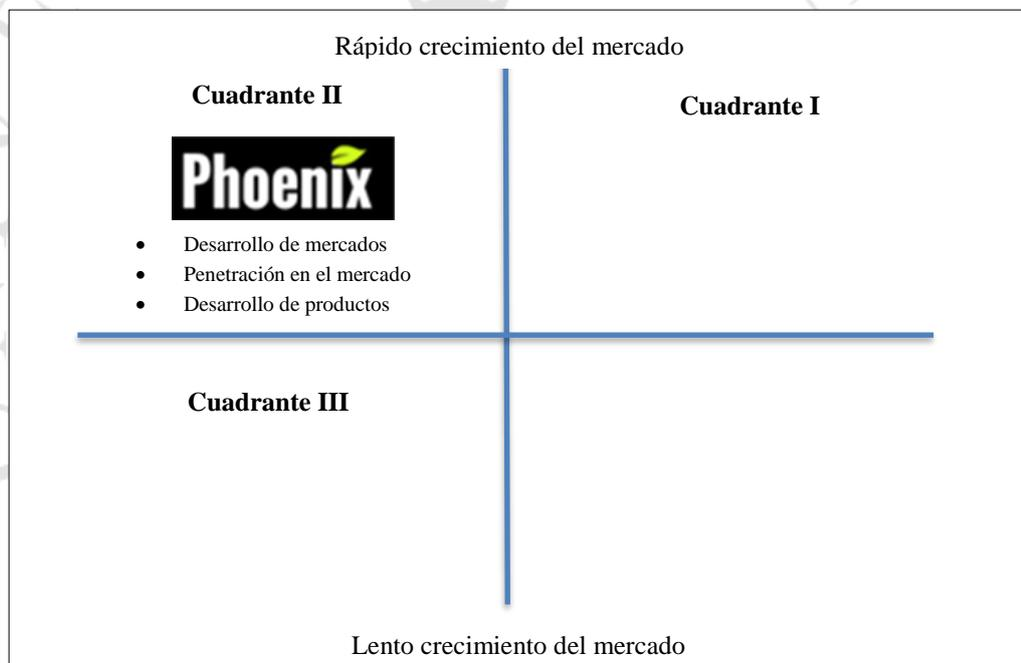 Rápido crecimiento del mercado
Cuadrante II
Cuadrante I
Phoenix
• Desarrollo de mercados
• Penetración en el mercado
• Desarrollo de productos
Cuadrante III
Lento crecimiento del mercado